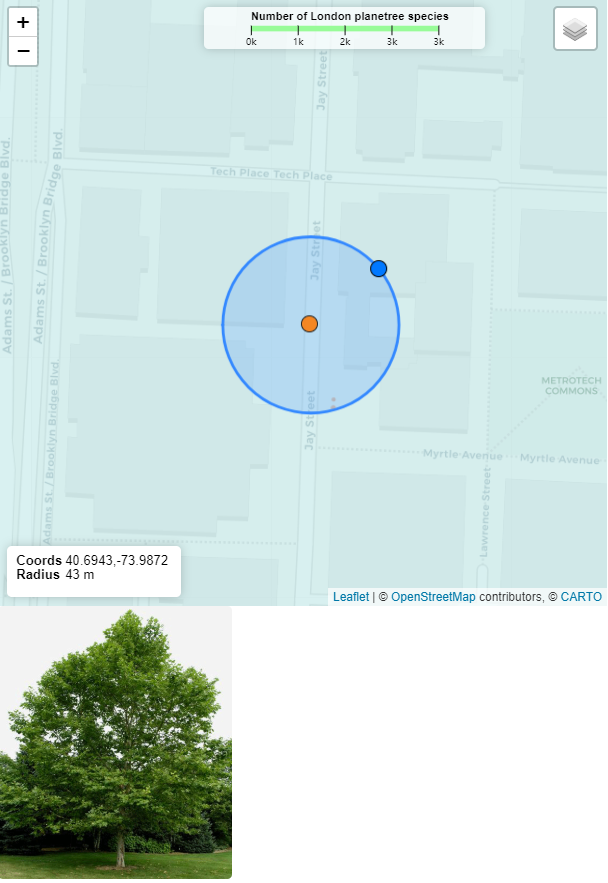 +
−
Number of London planetree species
0k 1k 2k 3k 3k
Jay Street
Adams St. / Brooklyn Bridge Blvd.
Adams St. / Brooklyn Bridge Blvd.
Tech Place Tech Place
Jay Street
METROTECH
COMMONS
Adams St. / Brooklyn Bridge Blvd.
Jay Street
Myrtle Avenue Myrtle Avenue
Lawrence Street
Coords 40.6943,-73.9872
Radius 43 m
Leaflet | © OpenStreetMap contributors, © CARTO